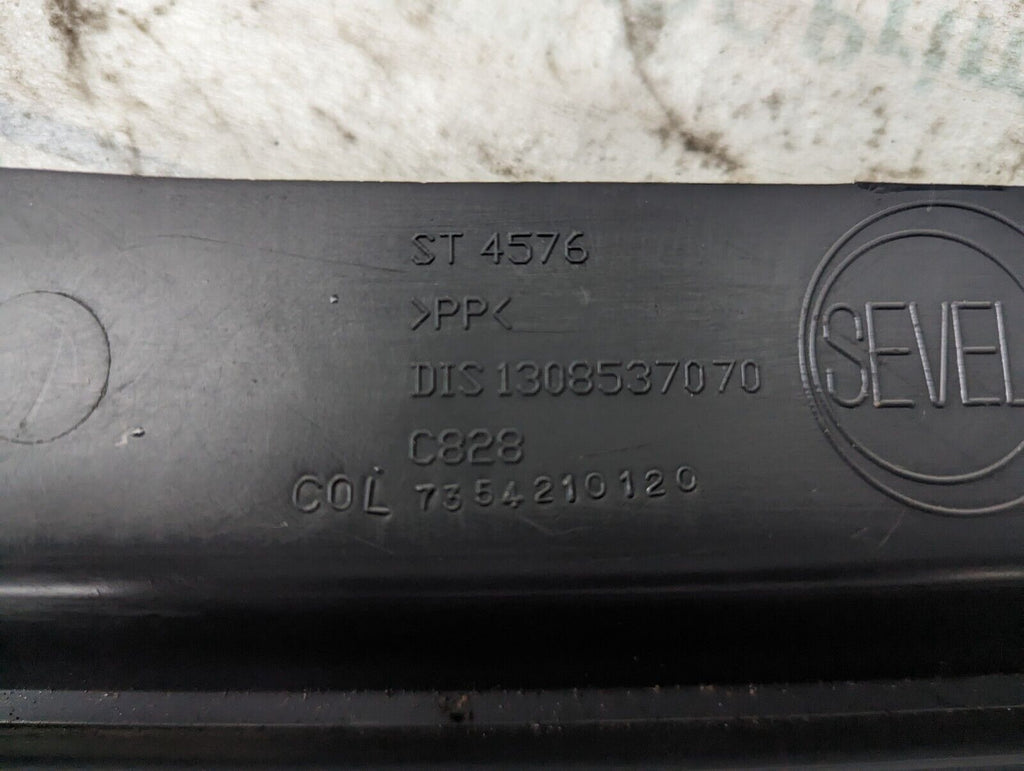 ST 4576
>PP<
DIS 1308537070
C828
COL 7354210120
SEVEL